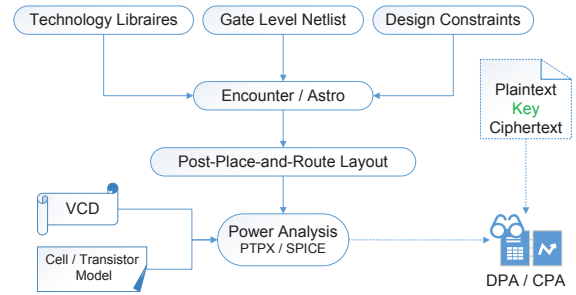 Technology Libraires
Gate Level Netlist
Design Constraints
Encounter / Astro
Plaintext
Key
Ciphertext
Post-Place-and-Route Layout
VCD
Power Analysis
PTPX / SPICE
Cell / Transistor
Model
DPA / CPA